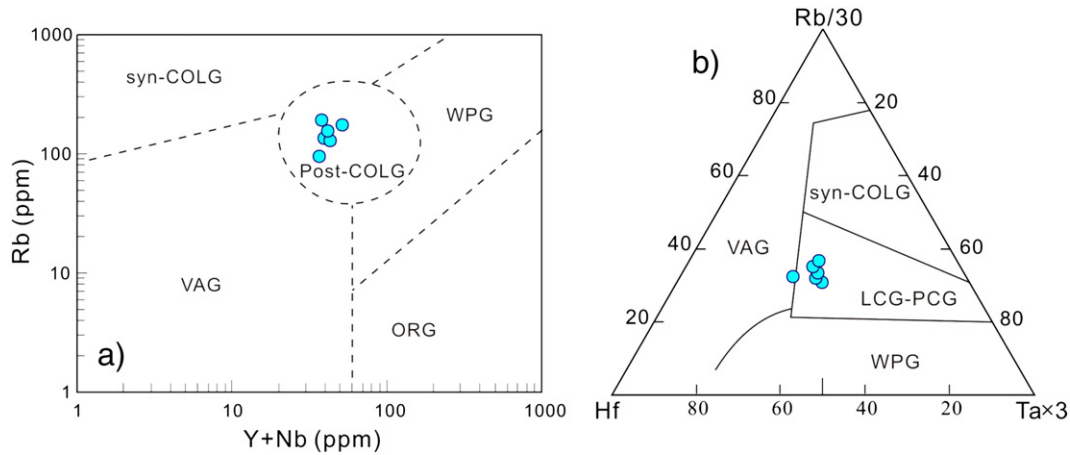 a)
Rb (ppm)
1000
100
10
1
syn-COLG
WPG
Post-COLG
VAG
ORG
1 10 100 1000
Y+Nb (ppm)
b)
Rb/30
80 20
60 40
syn-COLG
VAG
40 60
LCG-PCG
20 80
WPG
Hf 80 60 40 20 Ta×3